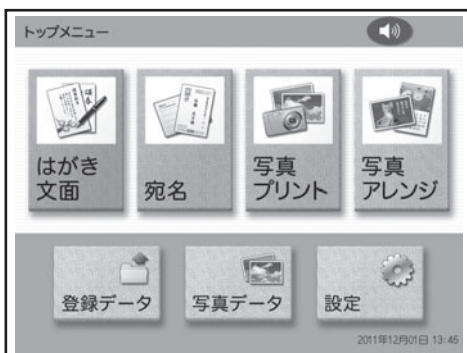 トップメニュー
はがき
文面
宛名
写真
プリント
写真
アレンジ
登録データ
写真データ
設定
2011年12月01日 13:45